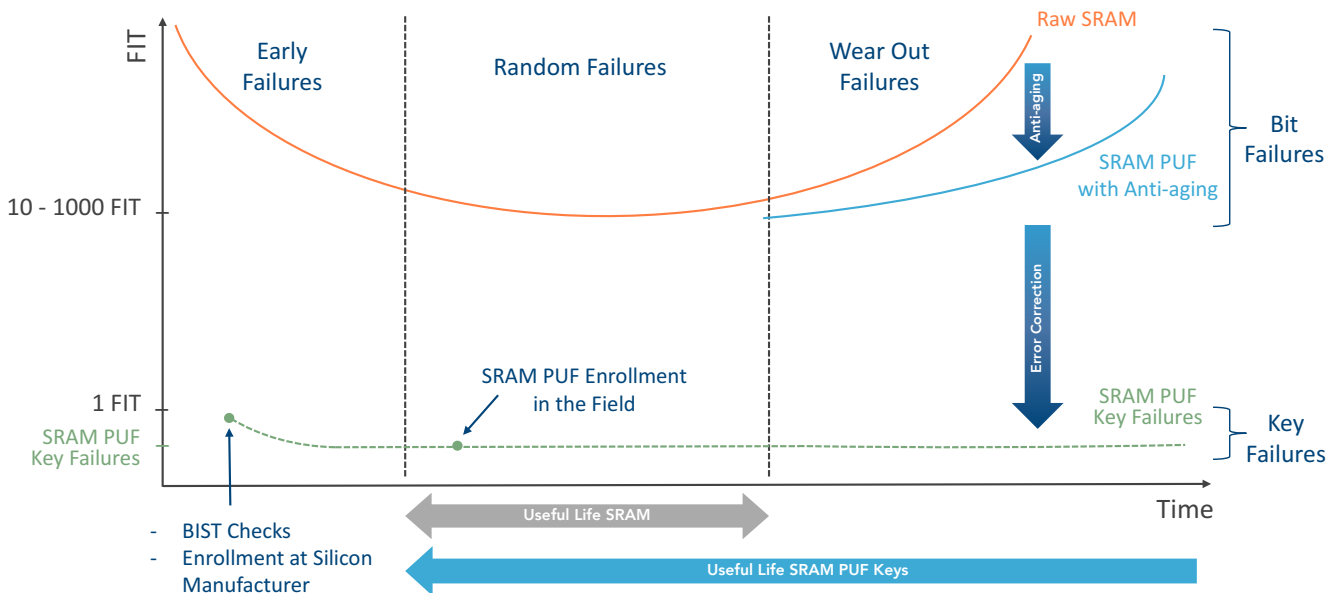 FIT
Early
Failures
Random Failures
Wear Out
Failures
Raw SRAM
Anti-aging
SRAM PUF
with Anti-aging
Bit
Failures
10 - 1000 FIT
Error Correction
SRAM PUF Enrollment
in the Field
1 FIT
SRAM PUF
Key Failures
SRAM PUF
Key Failures
Key
Failures
Useful Life SRAM
Time
- BIST Checks
- Enrollment at Silicon
Manufacturer
Useful Life SRAM PUF Keys